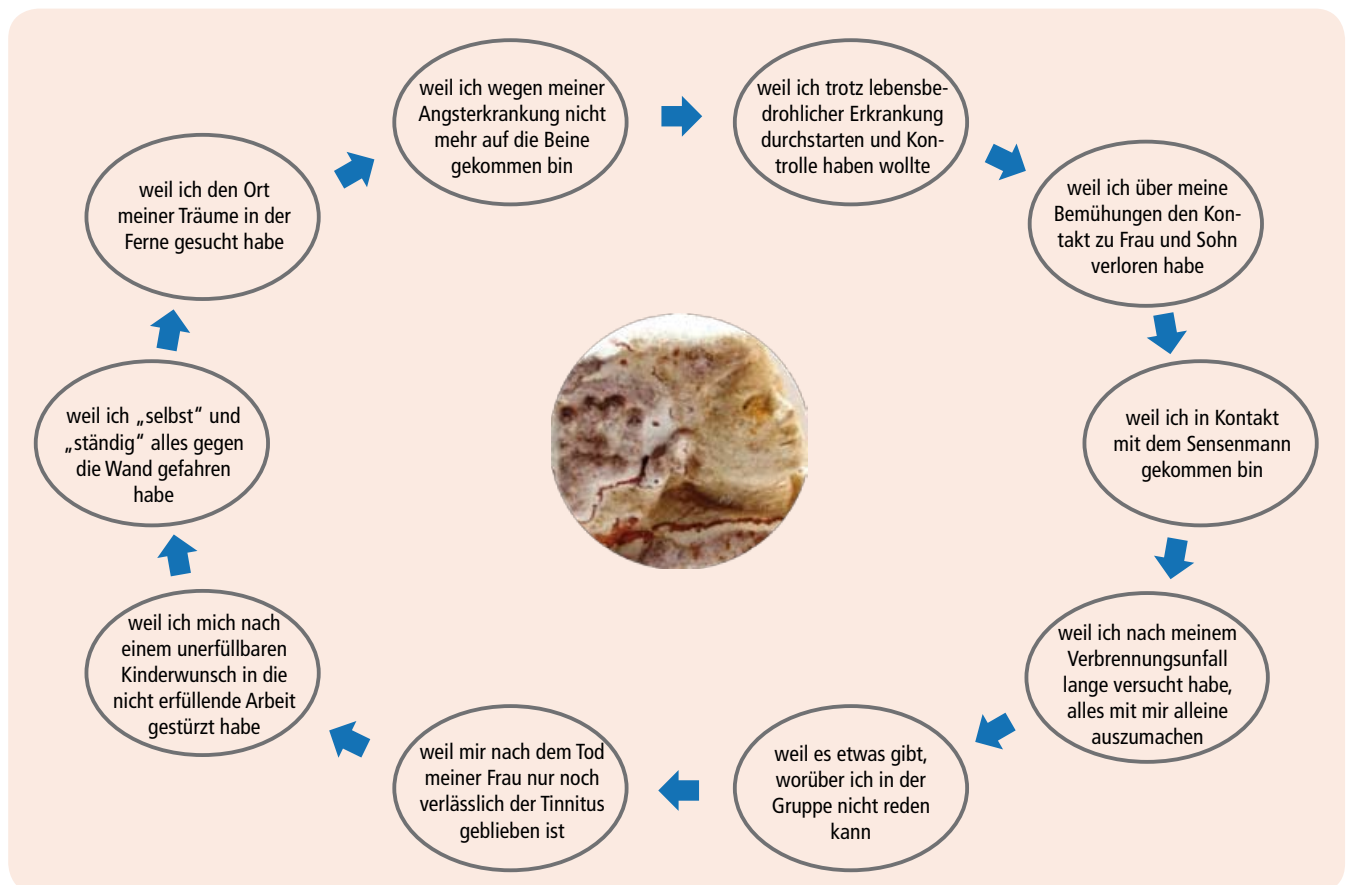 weil ich wegen meiner
Angsterkrankung nicht
mehr auf die Beine
gekommen bin
weil ich trotz lebensbe-
drohlicher Erkrankung
durchstarten und Kon-
trolle haben wollte
weil ich über meine
Bemühungen den Kon-
takt zu Frau und Sohn
verloren habe
weil ich in Kontakt
mit dem Sensenmann
gekommen bin
weil ich nach meinem
Verbrennungsunfall
lange versucht habe,
alles mit mir alleine
auszumachen
weil es etwas gibt,
worüber ich in der
Gruppe nicht reden
kann
weil mir nach dem Tod
meiner Frau nur noch
verlässlich der Tinnitus
geblieben ist
weil ich mich nach
einem unerfüllbaren
Kinderwunsch in die
nicht erfüllende Arbeit
gestürzt habe
weil ich „selbst“ und
„ständig“ alles gegen
die Wand gefahren
habe
weil ich den Ort
meiner Träume in der
Ferne gesucht habe